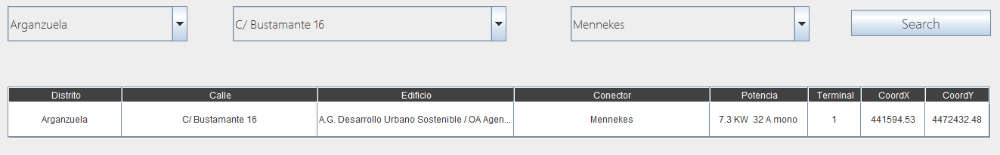 Arganzuela C/ Bustamante 16 Mennekes Search
Distrito Calle Edificio Conector Potencia Terminal CoordX CoordY
Arganzuela C/ Bustamante 16 A.G. Desarrollo Urbano Sostenible / OA Agen... Mennekes 7.3 KW 32 A mono 1 441594.53 4472432.48